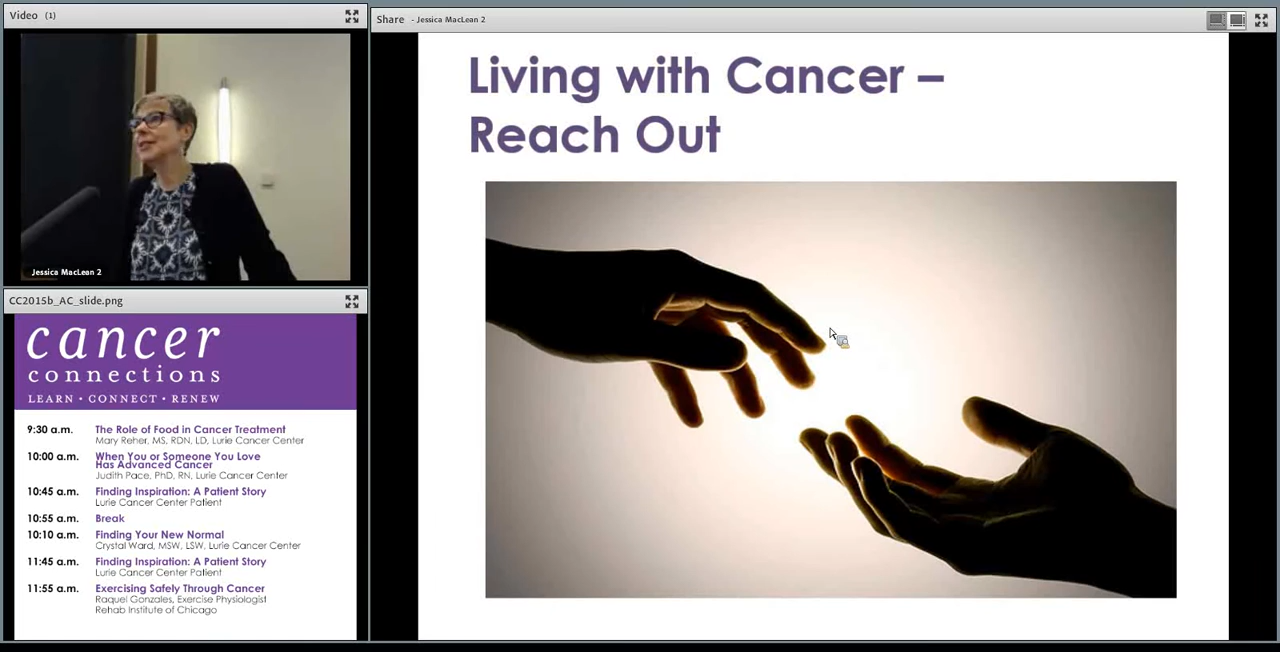 Video (1)
Jessica MacLean 2
CC2015b_AC_slide.png
cancer
connections
LEARN • CONNECT • RENEW
9:30 a.m. The Role of Food in Cancer Treatment
Mary Reher, MS, RDN, LD, Lurie Cancer Center
10:00 a.m. When You or Someone You Love
Has Advanced Cancer
Judith Pace, PhD, RN, Lurie Cancer Center
10:45 a.m. Finding Inspiration: A Patient Story
Lurie Cancer Center Patient
10:55 a.m. Break
10:10 a.m. Finding Your New Normal
Crystal Ward, MSW, LSW, Lurie Cancer Center
11:45 a.m. Finding Inspiration: A Patient Story
Lurie Cancer Center Patient
11:55 a.m. Exercising Safely Through Cancer
Raquel Gonzales, Exercise Physiologist
Rehab Institute of Chicago
Share - Jessica MacLean 2
Living with Cancer –
Reach Out